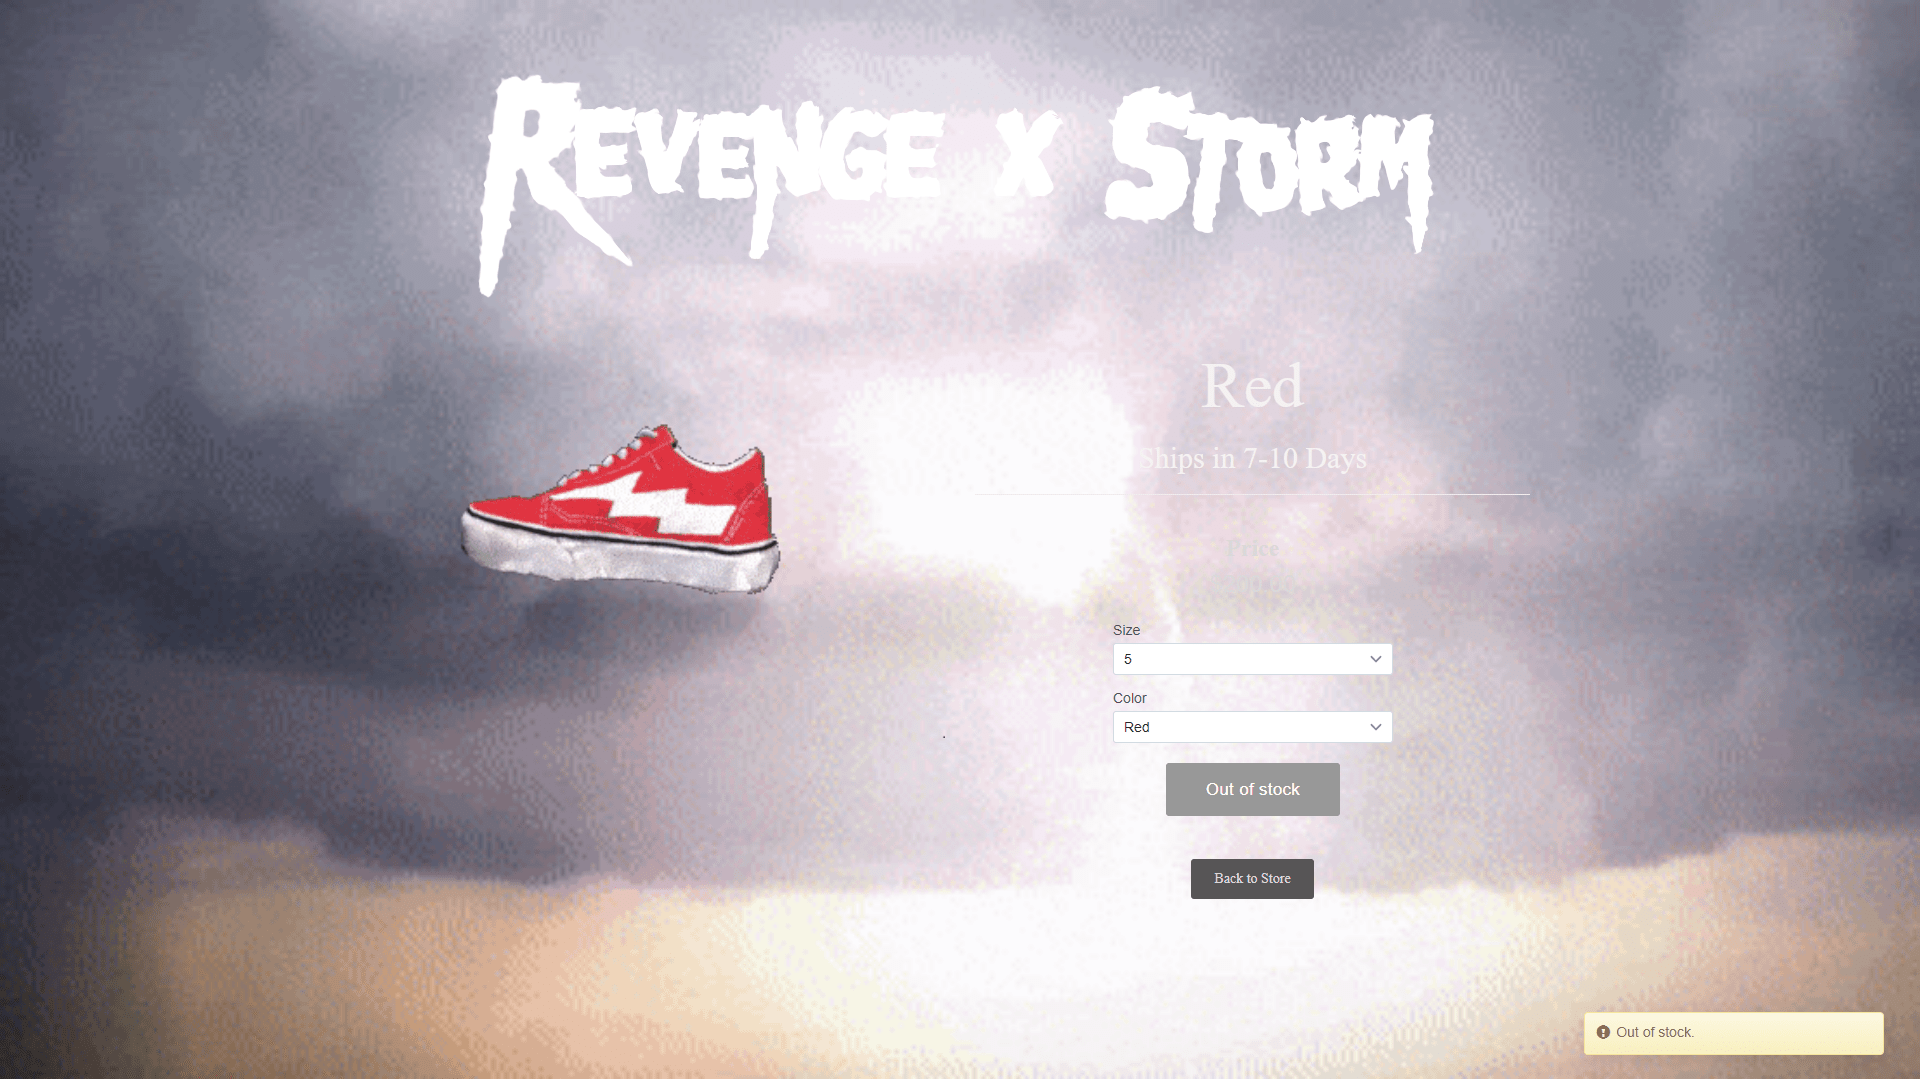 Revenge x Storm
Red
Ships in 7-10 Days
Price
Size
5
Color
Red
Out of stock
Back to Store
Out of stock.